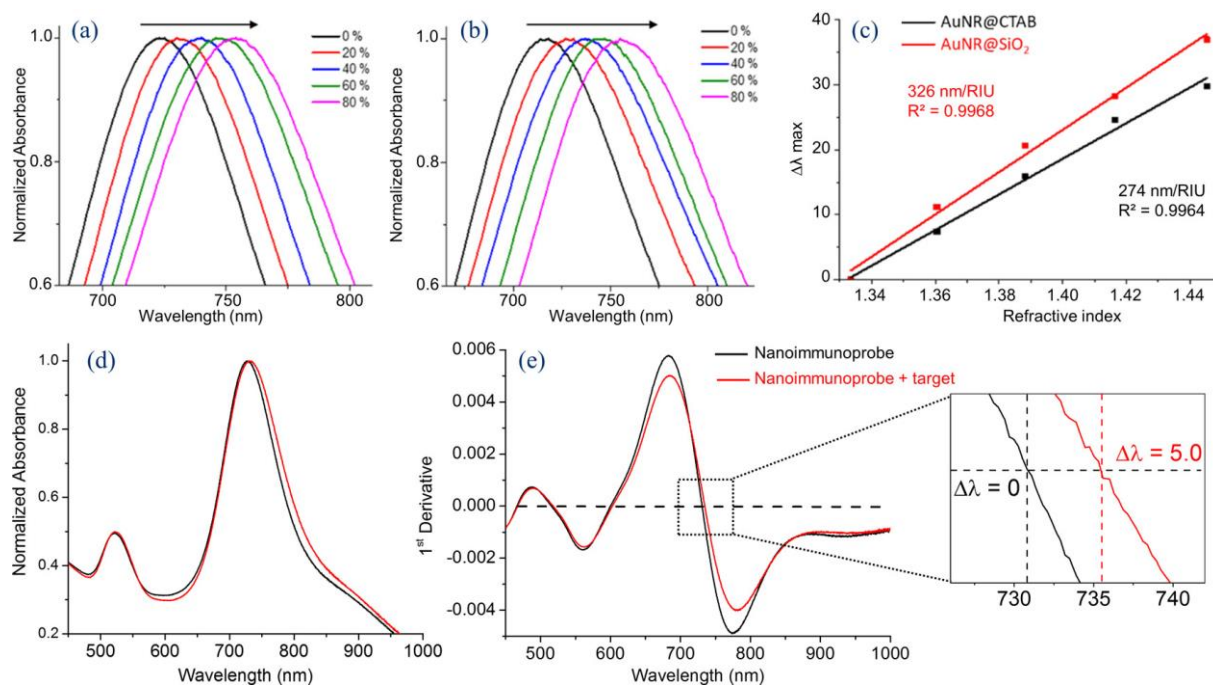 (a)
0 %
20 %
40 %
60 %
80 %
1.0
0.8
0.6
Normalized Absorbance
700 750 800
Wavelength (nm)
(b)
0 %
20 %
40 %
60 %
80 %
1.0
0.8
0.6
Normalized Absorbance
700 750 800
Wavelength (nm)
(c)
AuNR@CTAB
AuNR@SiO₂
326 nm/RIU
R² = 0.9968
274 nm/RIU
R² = 0.9964
40
30
20
10
0
Δλ max
1.34 1.36 1.38 1.40 1.42 1.44
Refractive index
(d)
1.0
0.8
0.6
0.4
0.2
Normalized Absorbance
500 600 700 800 900 1000
Wavelength (nm)
(e)
Nanoimmunoprobe
Nanoimmunoprobe + target
0.006
0.004
0.002
0.000
-0.002
-0.004
1ˢᵗ Derivative
500 600 700 800 900 1000
Wavelength (nm)
Δλ = 5.0
Δλ = 0
730 735 740